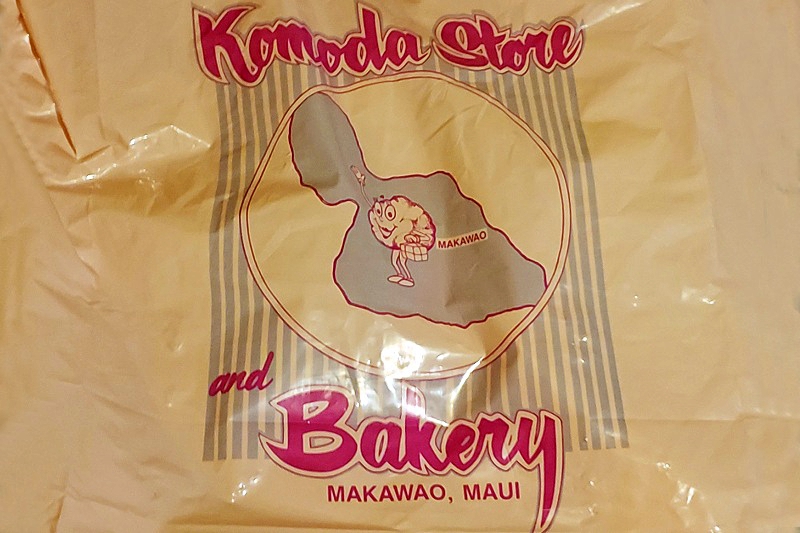 Komoda Store
MAKAWAO
and
Bakery
MAKAWAO, MAUI